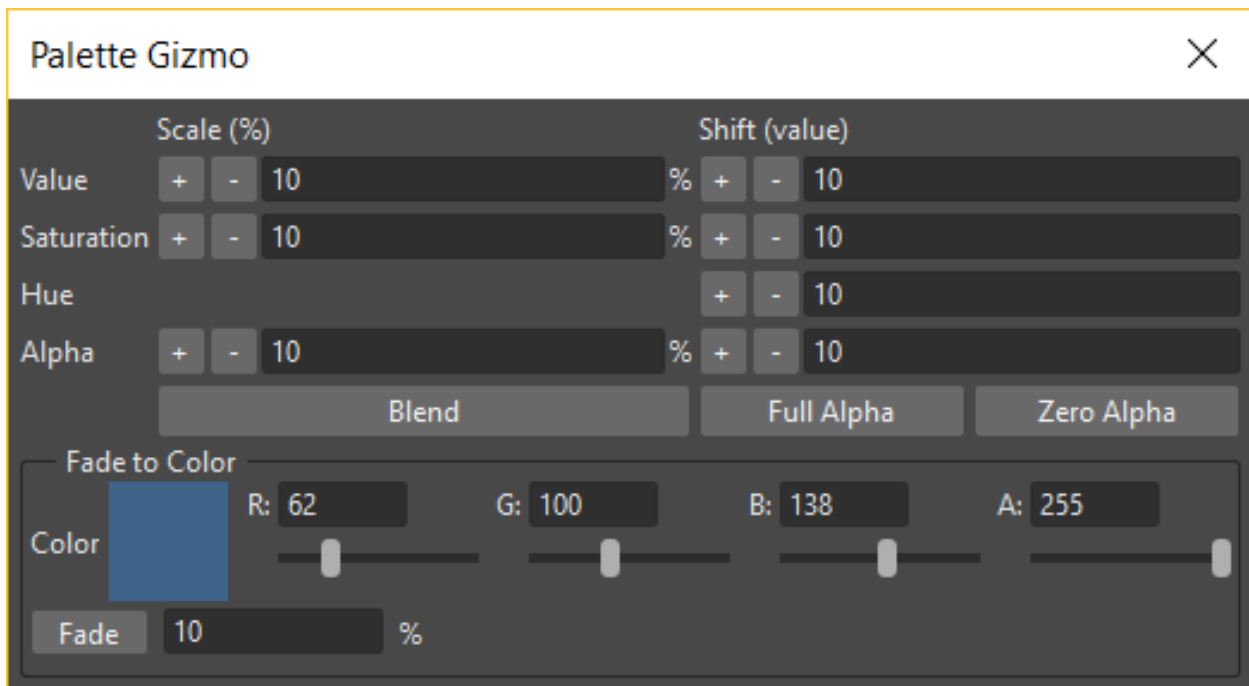 Palette Gizmo
Scale (%) Shift (value)
Value + - 10 % + - 10
Saturation + - 10 % + - 10
Hue + - 10
Alpha + - 10 % + - 10
Blend Full Alpha Zero Alpha
Fade to Color
Color R: 62 G: 100 B: 138 A: 255
Fade 10 %